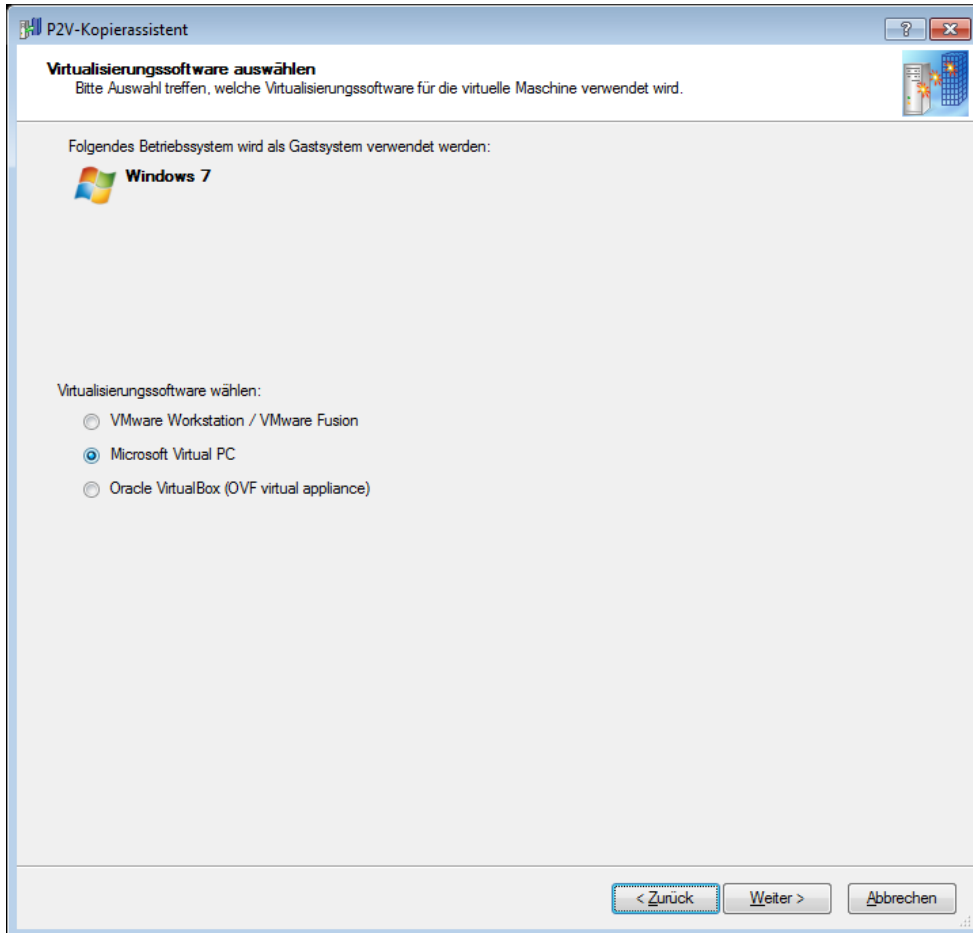 P2V-Kopierassistent
Virtualisierungssoftware auswählen
Bitte Auswahl treffen, welche Virtualisierungssoftware für die virtuelle Maschine verwendet wird.
Folgendes Betriebssystem wird als Gastsystem verwendet werden:
Windows 7
Virtualisierungssoftware wählen:
VMware Workstation / VMware Fusion
Microsoft Virtual PC
Oracle VirtualBox (OVF virtual appliance)
< Zurück Weiter > Abbrechen